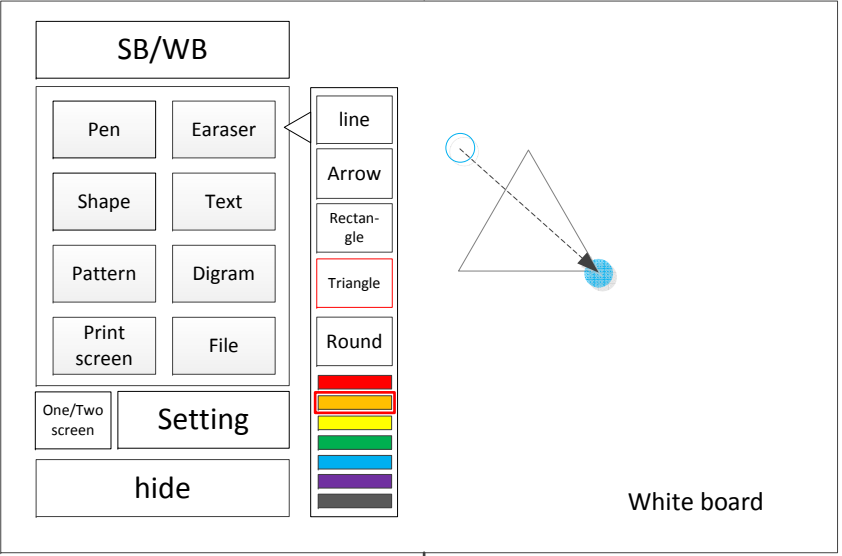 SB/WB
Pen
Earaser
Shape
Text
Pattern
Digram
Print
screen
File
One/Two
screen
Setting
hide
line
Arrow
Rectan-
gle
Triangle
Round
White board